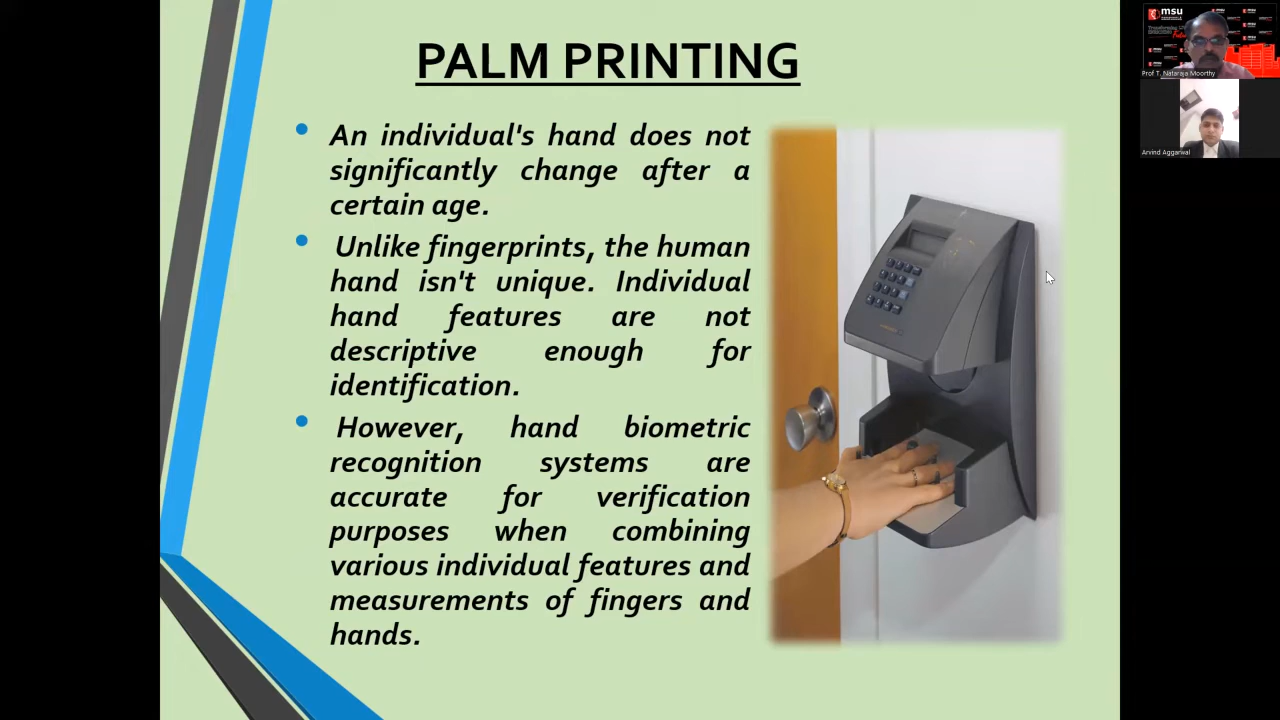 PALM PRINTING
• An individual's hand does not
significantly change after a
certain age.
• Unlike fingerprints, the human
hand isn't unique. Individual
hand features are not
descriptive enough for
identification.
• However, hand biometric
recognition systems are
accurate for verification
purposes when combining
various individual features and
measurements of fingers and
hands.
msu
Prof T. Nataraja Moorthy
Arvind Aggarwal